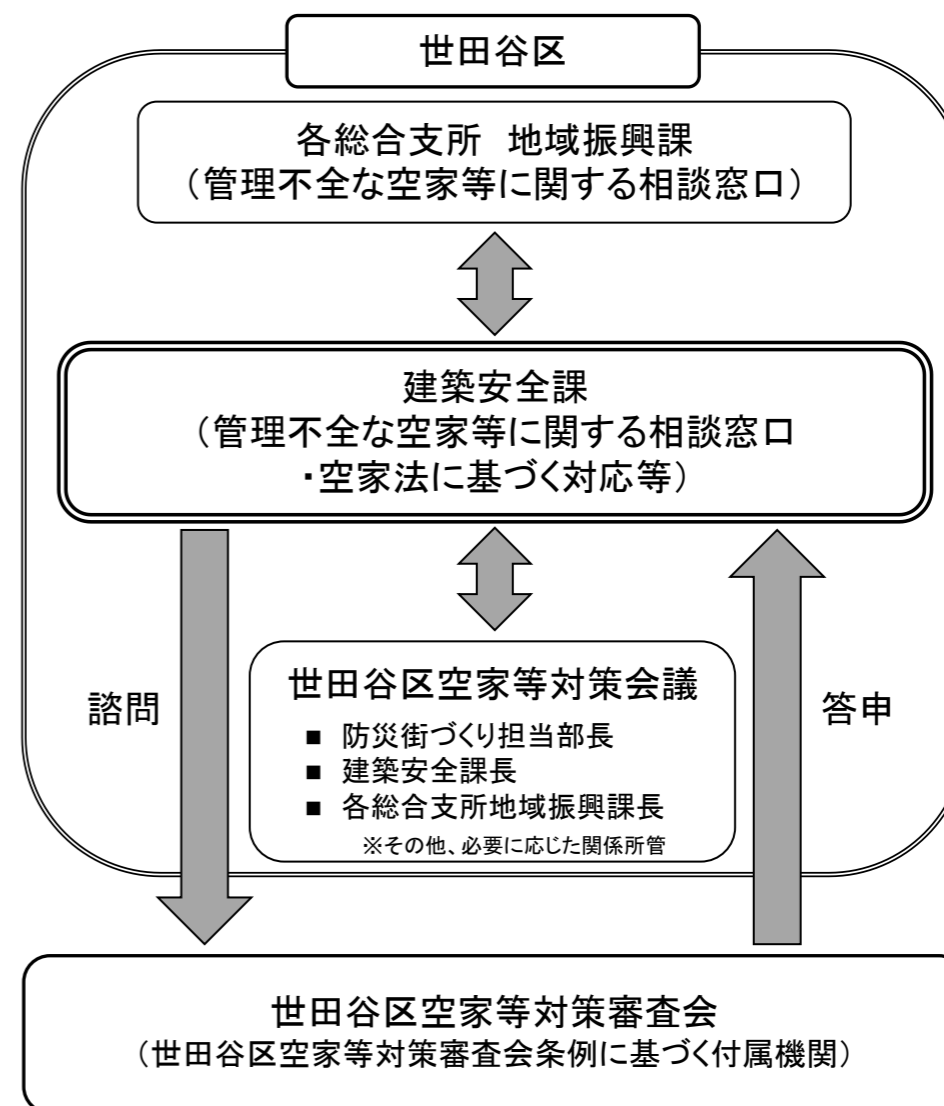 世田谷区
各総合支所　地域振興課
（管理不全な空家等に関する相談窓口）
建築安全課
（管理不全な空家等に関する相談窓口
・空家法に基づく対応等）
諮問
世田谷区空家等対策会議
■ 防災街づくり担当部長
■ 建築安全課長
■ 各総合支所地域振興課長
※その他、必要に応じた関係所管
答申
世田谷区空家等対策審査会
（世田谷区空家等対策審査会条例に基づく付属機関）